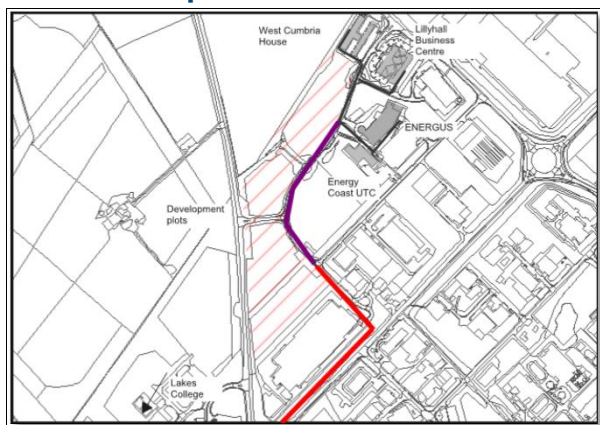 West Cumbria
House
Lillyhall
Business
Centre
ENERGUS
Energy
Coast UTC
Development
plots
Lakes
College